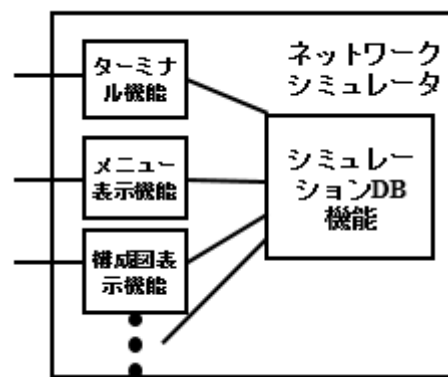 ネットワーク
シミュレータ
ターミナ
ル機能
メニュー
表示機能
構成図表
示機能
シミュレー
ションDB
機能